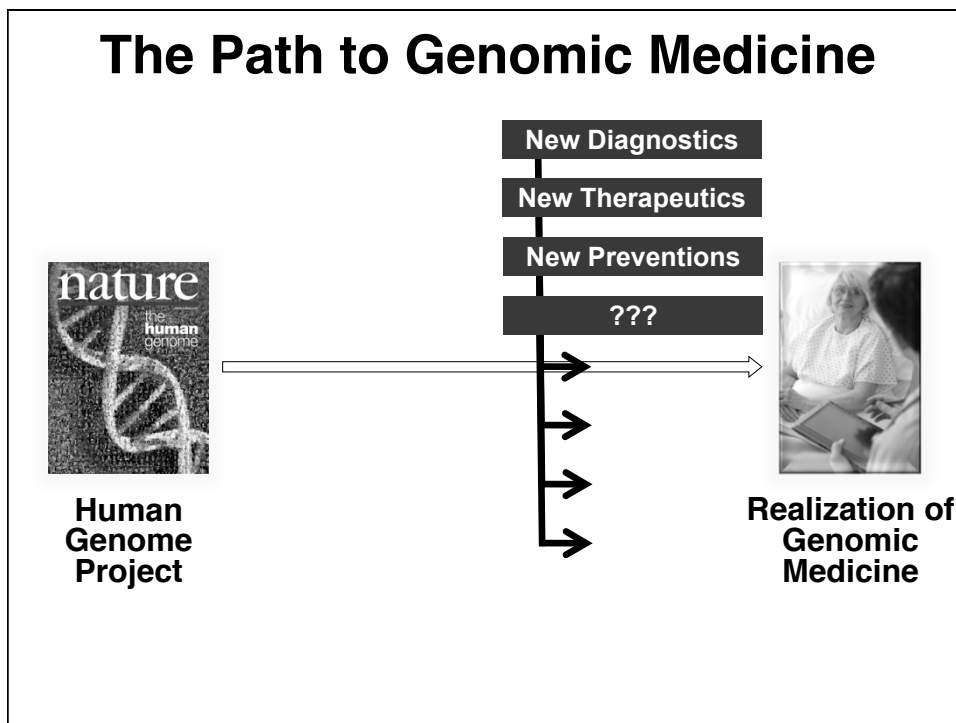 The Path to Genomic Medicine
New Diagnostics
New Therapeutics
New Preventions
???
nature
the
human
genome
Human
Genome
Project
Realization of
Genomic
Medicine